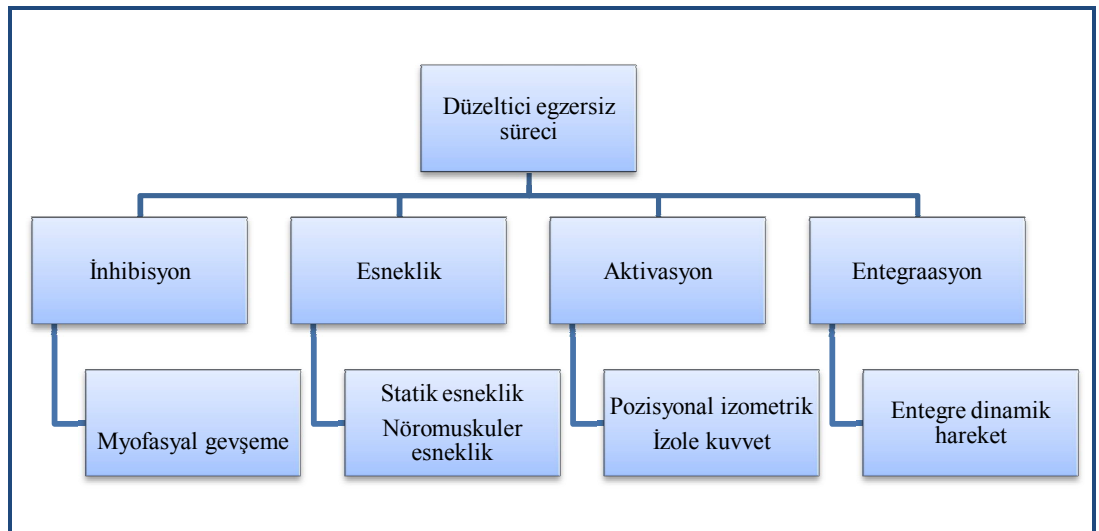 Düzeltici egzersiz
süreci
İnhibisyon
Esneklik
Aktivasyon
Entegraasyon
Myofasyal gevşeme
Statik esneklik
Nöromuskuler
esneklik
Pozisyonal izometrik
İzole kuvvet
Entegre dinamik
hareket